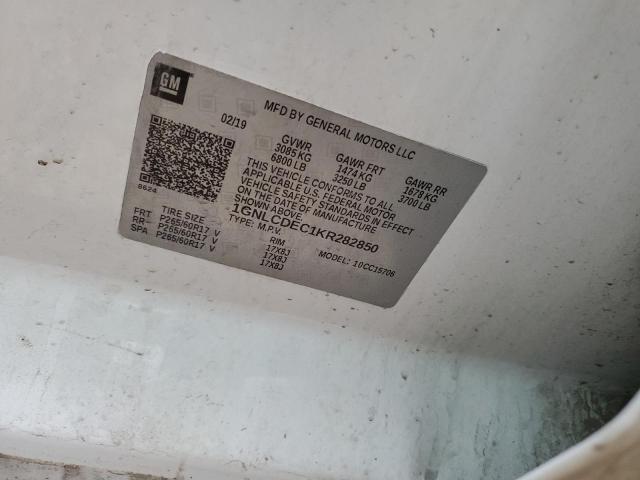 GM
MFD BY GENERAL MOTORS LLC
02/19
GVWR GAWR FRT GAWR RR
3085 KG 1474 KG 1678 KG
6800 LB 3250 LB 3700 LB
THIS VEHICLE CONFORMS TO ALL
APPLICABLE U.S. FEDERAL MOTOR
VEHICLE SAFETY STANDARDS IN EFFECT
ON THE DATE OF MANUFACTURE
SHOWN ABOVE.
8624
1GNLCDEC1KR282850
TYPE: M.P.V. MODEL: 10CC15706
TIRE SIZE RIM
FRT P265/60R17 V 17X8J
RR- P265/60R17 V 17X8J
SPA P265/60R17 V 17X8J